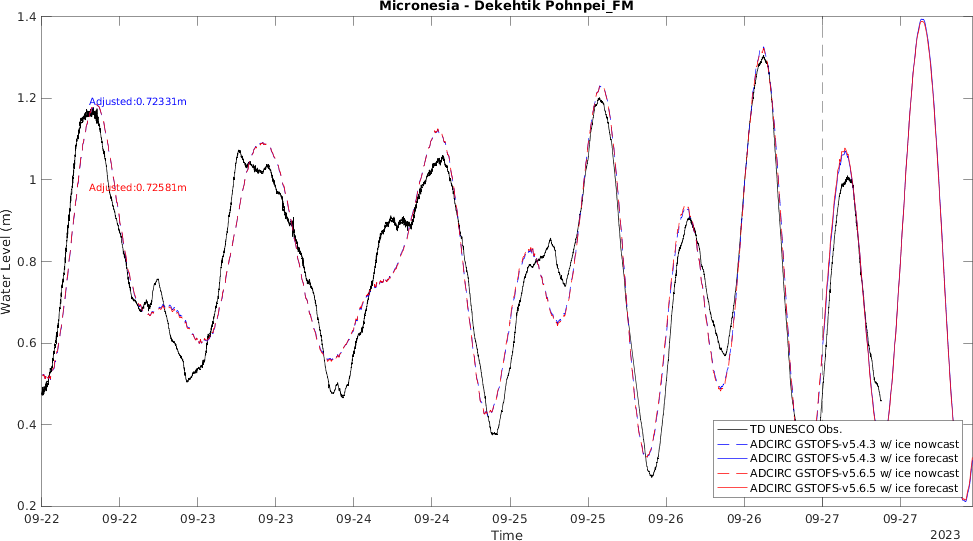 Micronesia - Dekehtik Pohnpei_FM
1.4
1.2
1
0.8
0.6
0.4
0.2
Water Level (m)
Adjusted:0.72331m
Adjusted:0.72581m
TD UNESCO Obs.
ADCIRC GSTOFS-v5.4.3 w/ ice nowcast
ADCIRC GSTOFS-v5.4.3 w/ ice forecast
ADCIRC GSTOFS-v5.6.5 w/ ice nowcast
ADCIRC GSTOFS-v5.6.5 w/ ice forecast
09-22 09-22 09-23 09-23 09-24 09-24 09-25 09-25 09-26 09-26 09-27 09-27
Time
2023